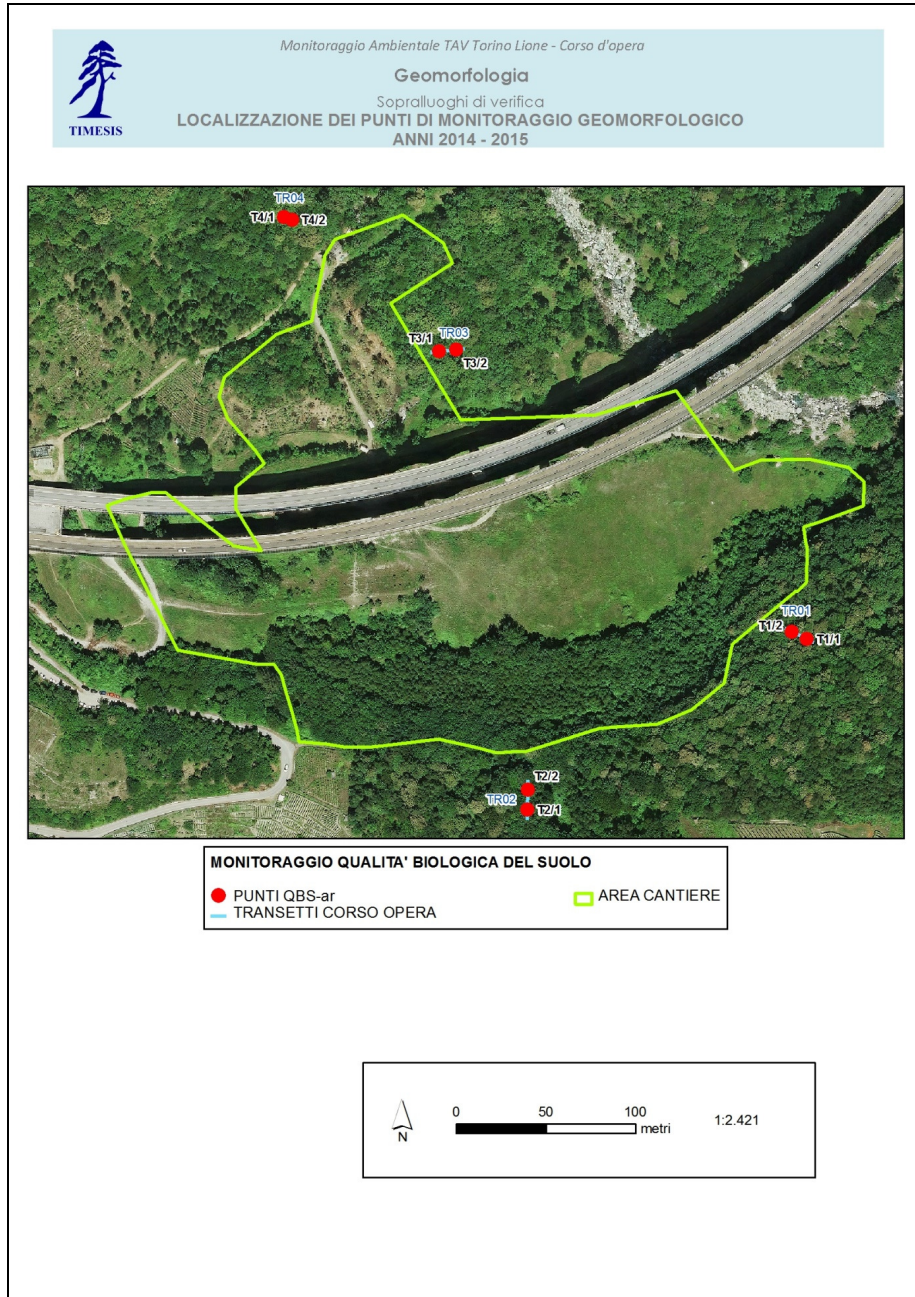 Monitoraggio Ambientale TAV Torino Lione - Corso d'opera
Geomorfologia
Sopralluoghi di verifica
LOCALIZZAZIONE DEI PUNTI DI MONITORAGGIO GEOMORFOLOGICO
ANNI 2014 - 2015
TIMESIS
TR04
T4/1
T4/2
T3/1
TR03
T3/2
TR01
T1/2
T1/1
T2/2
TR02
T2/1
MONITORAGGIO QUALITA' BIOLOGICA DEL SUOLO
PUNTI QBS-ar
AREA CANTIERE
TRANSETTI CORSO OPERA
0 50 100
metri
1:2.421
N